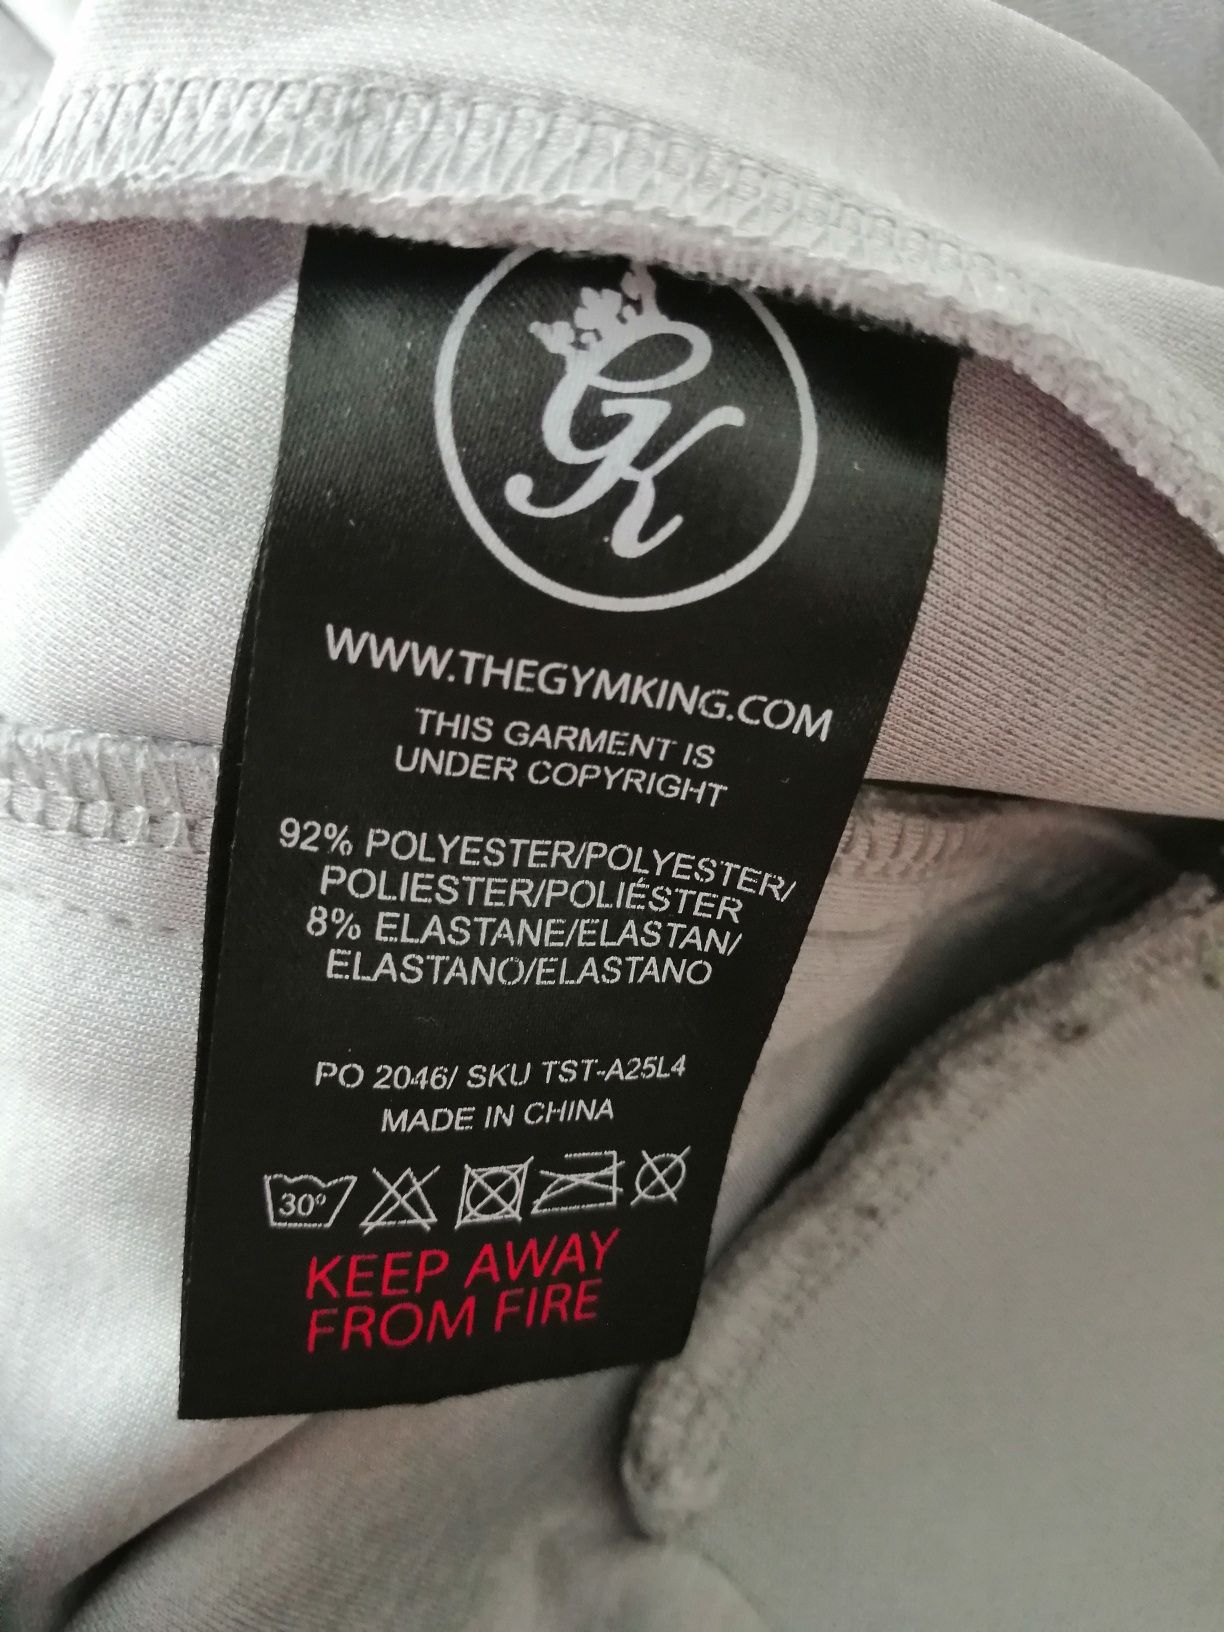 GK
WWW.THEGYMKING.COM
THIS GARMENT IS
UNDER COPYRIGHT
92% POLYESTER/POLYESTER/
POLIESTER/POLIÉSTER
8% ELASTANE/ELASTAN/
ELASTANO/ELASTANO
PO 2046/ SKU TST-A25L4
MADE IN CHINA
30°
KEEP AWAY
FROM FIRE